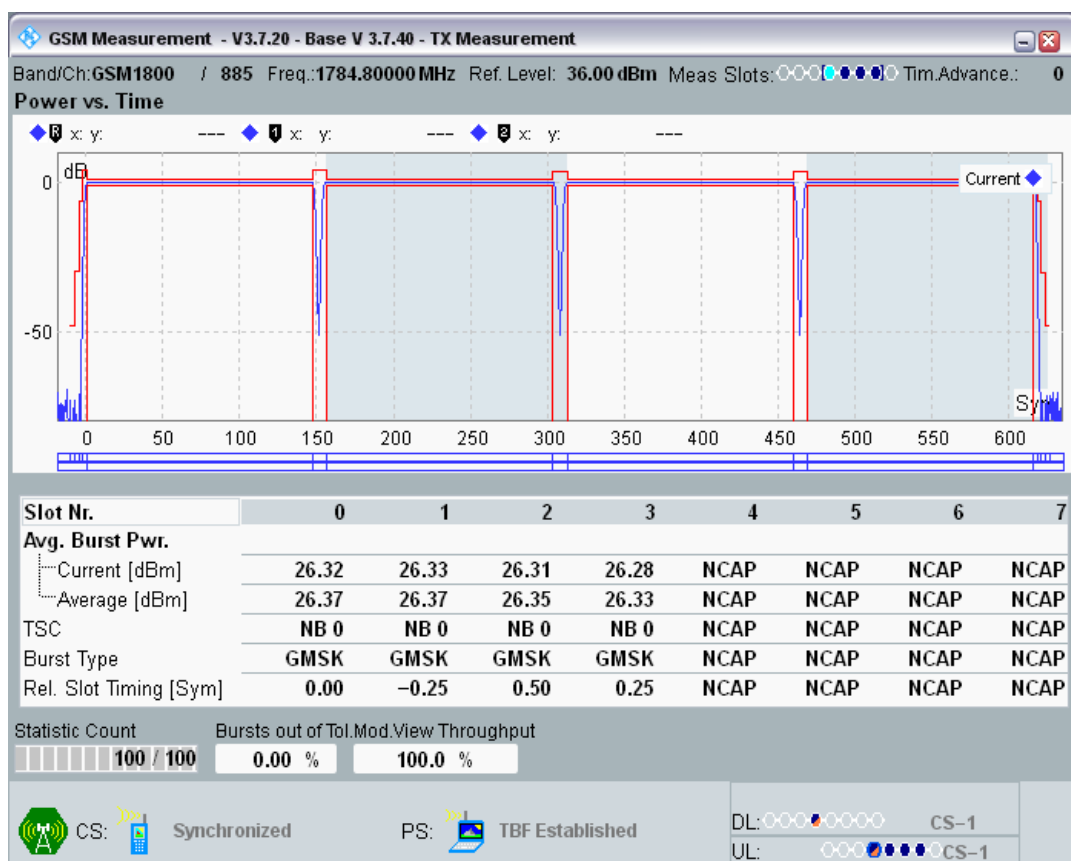 GSM Measurement - V3.7.20 - Base V 3.7.40 - TX Measurement
Band/Ch:GSM1800 / 885 Freq.:1784.80000 MHz Ref. Level: 36.00 dBm Meas Slots: Tim.Advance.: 0
Power vs. Time
R x: y: --- 1 x: y: --- 2 x: y: ---
dB
Current
0
-50
Sym
0 50 100 150 200 250 300 350 400 450 500 550 600
Slot Nr. 0 1 2 3 4 5 6 7
Avg. Burst Pwr.
Current [dBm] 26.32 26.33 26.31 26.28 NCAP NCAP NCAP NCAP
Average [dBm] 26.37 26.37 26.35 26.33 NCAP NCAP NCAP NCAP
TSC NB 0 NB 0 NB 0 NB 0 NCAP NCAP NCAP NCAP
Burst Type GMSK GMSK GMSK GMSK NCAP NCAP NCAP NCAP
Rel. Slot Timing [Sym] 0.00 −0.25 0.50 0.25 NCAP NCAP NCAP NCAP
Statistic Count Bursts out of Tol. Mod.View Throughput
100 / 100 0.00 % 100.0 %
CS: Synchronized PS: TBF Established
DL: CS−1
UL: CS−1